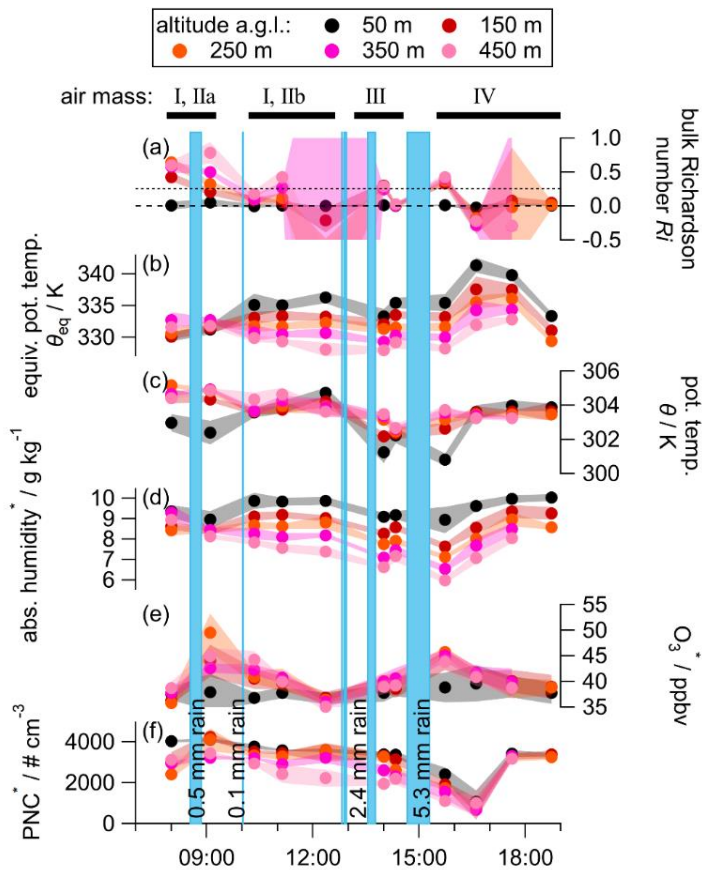 altitude a.g.l.: 50 m 150 m
250 m 350 m 450 m
air mass: I, IIa I, IIb III IV
(a)
1.0
0.5
0.0
-0.5
bulk Richardson
number Ri
(b)
340
335
330
equiv. pot. temp.
θeq / K
(c)
306
304
302
300
pot. temp.
θ / K
(d)
10
9
8
7
6
abs. humidity* / g kg-1
(e)
55
50
45
40
35
O3* / ppbv
(f)
4000
2000
0
PNC* / # cm-3
0.5 mm rain
0.1 mm rain
2.4 mm rain
5.3 mm rain
09:00 12:00 15:00 18:00